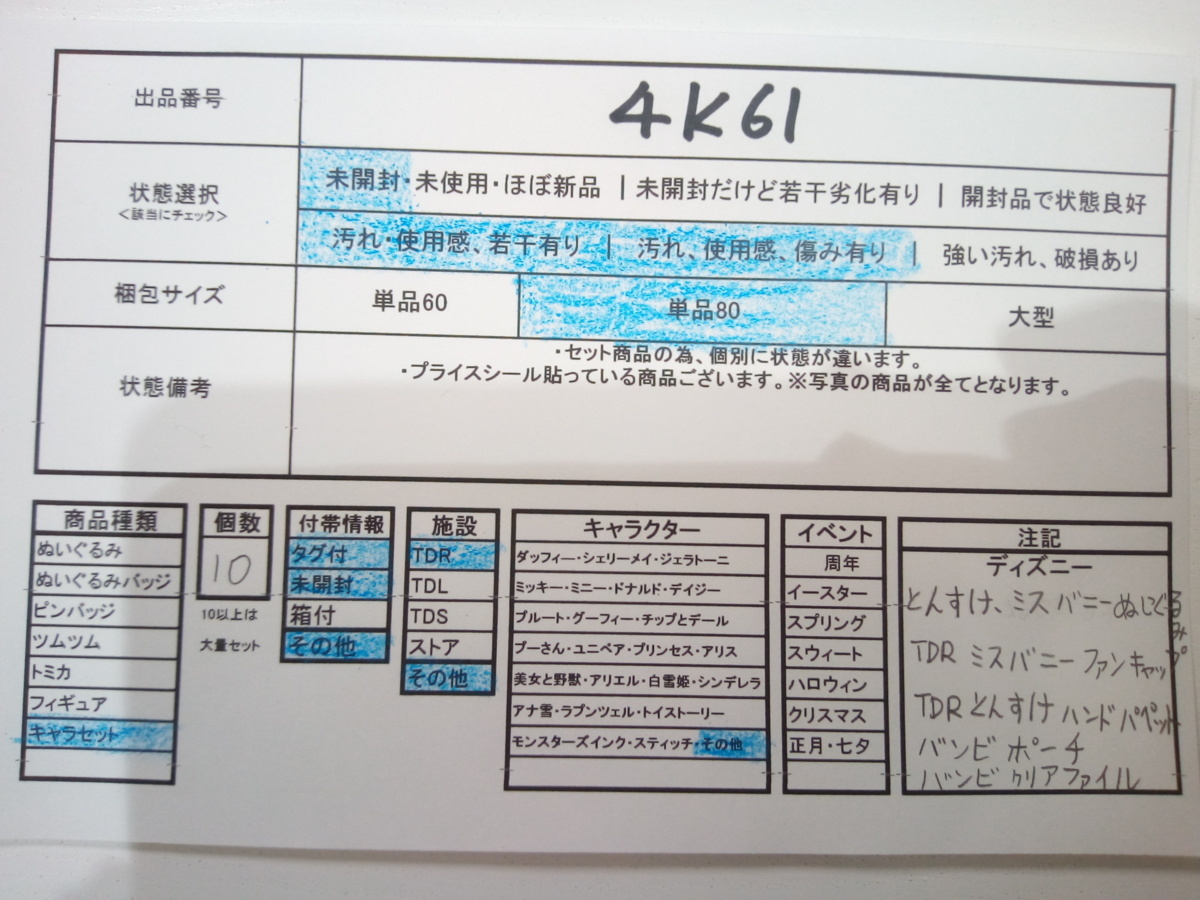 出品番号
4K61
状態選択
<該当にチェック>
未開封・未使用・ほぼ新品 | 未開封だけど若干劣化有り | 開封品で状態良好
汚れ・使用感、若干有り | 汚れ、使用感、傷み有り | 強い汚れ、破損あり
梱包サイズ
単品60
単品80
大型
状態備考
・セット商品の為、個別に状態が違います。
・プライスシール貼っている商品ございます。※写真の商品が全てとなります。
商品種類
ぬいぐるみ
ぬいぐるみバッジ
ピンバッジ
ツムツム
トミカ
フィギュア
キャラセット
個数
10
10以上は
大量セット
付帯情報
タグ付
未開封
箱付
その他
施設
TDR
TDL
TDS
ストア
その他
キャラクター
ダッフィー・シェリーメイ・ジェラトーニ
ミッキー・ミニー・ドナルド・デイジー
プルート・グーフィー・チップとデール
プーさん・ユニベア・プリンセス・アリス
美女と野獣・アリエル・白雪姫・シンデレラ
アナ雪・ラプンツェル・トイストーリー
モンスターズインク・スティッチ・その他
イベント
周年
イースター
スプリング
スウィート
ハロウィン
クリスマス
正月・七夕
注記
ディズニー
とんすけ、ミスバニーぬいぐるみ
TDR ミスバニーファンキャップ
TDR とんすけ ハンドパペット
バンビ ポーチ
バンビ クリアファイル